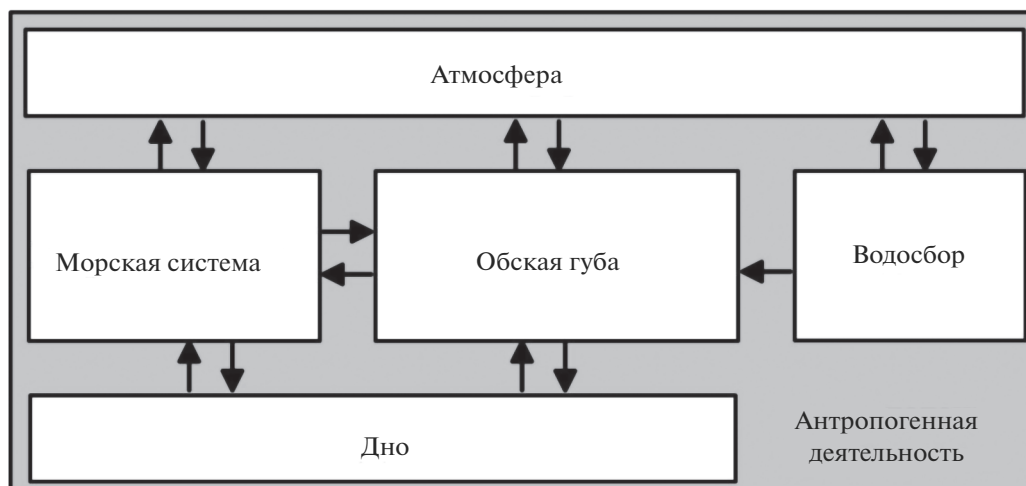 Атмосфера
Морская система
Обская губа
Водосбор
Дно
Антропогенная
деятельность